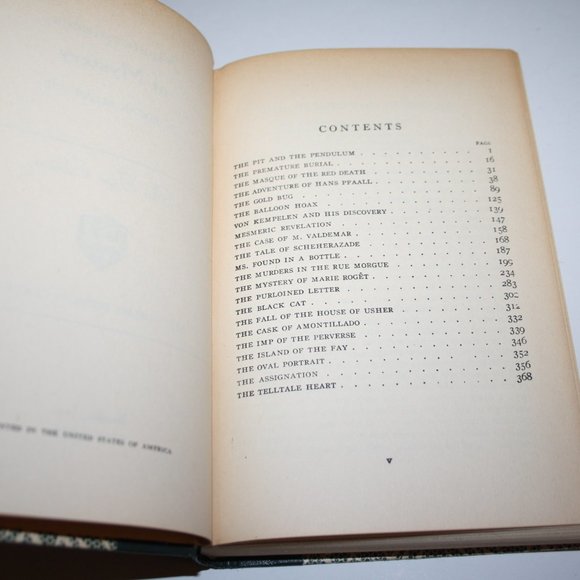 NTED IN THE UNITED STATES OF AMERICA
CONTENTS
PAGE
THE PIT AND THE PENDULUM . . . . . . . . . 1
THE PREMATURE BURIAL . . . . . . . . . . 16
THE MASQUE OF THE RED DEATH . . . . . . . . 31
THE ADVENTURE OF HANS PFAALL . . . . . . . . 38
THE GOLD BUG . . . . . . . . . . . . 89
THE BALLOON HOAX . . . . . . . . . . . 125
VON KEMPELEN AND HIS DISCOVERY . . . . . . . 139
MESMERIC REVELATION . . . . . . . . . . 147
THE CASE OF M. VALDEMAR . . . . . . . . . 158
THE TALE OF SCHEHERAZADE . . . . . . . . . 168
MS. FOUND IN A BOTTLE . . . . . . . . . . 187
THE MURDERS IN THE RUE MORGUE . . . . . . . 199
THE MYSTERY OF MARIE ROGÊT . . . . . . . . 234
THE PURLOINED LETTER . . . . . . . . . . 283
THE BLACK CAT . . . . . . . . . . . . 302
THE FALL OF THE HOUSE OF USHER . . . . . . . 312
THE CASK OF AMONTILLADO . . . . . . . . . 332
THE IMP OF THE PERVERSE . . . . . . . . . 339
THE ISLAND OF THE FAY . . . . . . . . . . 346
THE OVAL PORTRAIT . . . . . . . . . . . 352
THE ASSIGNATION . . . . . . . . . . . 356
THE TELLTALE HEART . . . . . . . . . . . 368
v